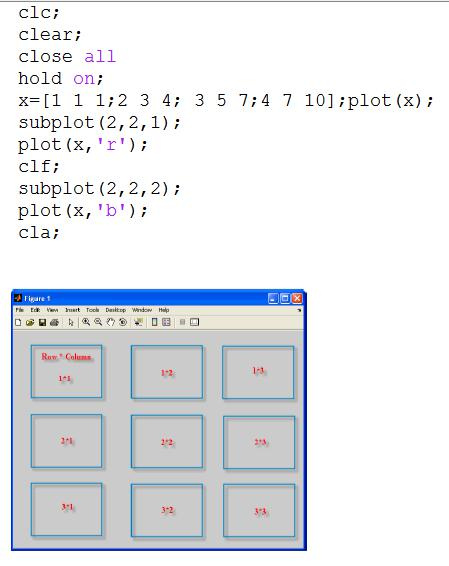 clc;
clear;
close all
hold on;
x=[1 1 1;2 3 4; 3 5 7;4 7 10];plot(x);
subplot(2,2,1);
plot(x,'r');
clf;
subplot(2,2,2);
plot(x,'b');
cla;
Figure 1
File Edit View Insert Tools Desktop Window Help
Row * Column
1*1 1*2 1*3
2*1 2*2 2*3
3*1 3*2 3*3